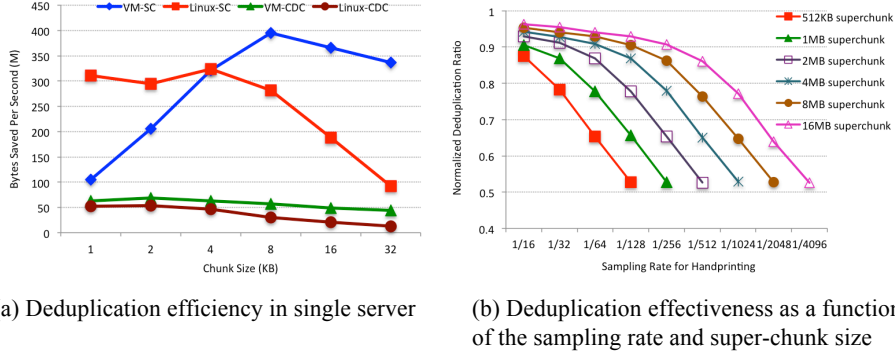 VM-SC Linux-SC VM-CDC Linux-CDC
450
400
350
300
250
200
150
100
50
0
Bytes Saved Per Second (M)
1 2 4 8 16 32
Chunk Size (KB)
a) Deduplication efficiency in single server
1
0.9
0.8
0.7
0.6
0.5
0.4
Normalized Deduplication Ratio
512KB superchunk
1MB superchunk
2MB superchunk
4MB superchunk
8MB superchunk
16MB superchunk
1/16 1/32 1/64 1/128 1/256 1/512 1/1024 1/2048 1/4096
Sampling Rate for Handprinting
(b) Deduplication effectiveness as a function
of the sampling rate and super-chunk size